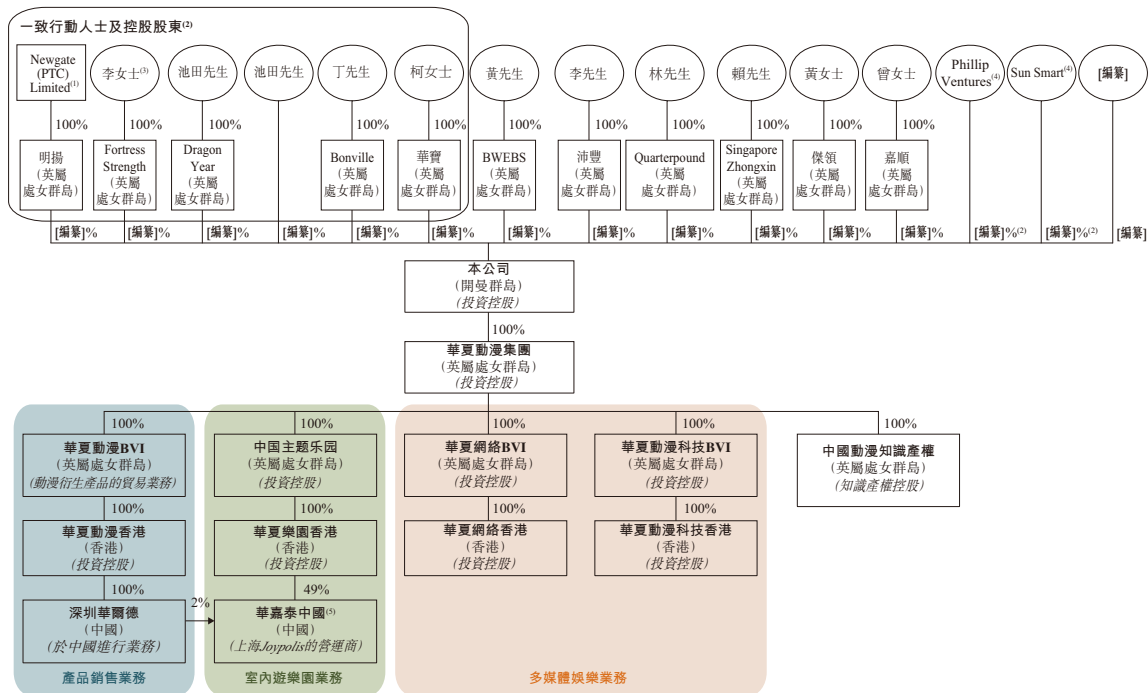 一致行動人士及控股股東(2)
Newgate
(PTC)
Limited(1)
李女士(3)
池田先生
池田先生
丁先生
柯女士
黃先生
李先生
林先生
賴先生
黃女士
曾女士
Phillip
Ventures(4)
Sun Smart(4)
[編纂]
100%
100%
100%
100%
100%
100%
100%
100%
100%
100%
100%
明揚
(英屬
處女群島)
Fortress
Strength
(英屬
處女群島)
Dragon
Year
(英屬
處女群島)
Bonville
(英屬
處女群島)
華寶
(英屬
處女群島)
BWEBS
(英屬
處女群島)
沛豐
(英屬
處女群島)
Quarterpound
(英屬
處女群島)
Singapore
Zhongxin
(英屬
處女群島)
傑領
(英屬
處女群島)
嘉順
(英屬
處女群島)
[編纂]%
[編纂]%
[編纂]%
[編纂]%
[編纂]%
[編纂]%
[編纂]%
[編纂]%
[編纂]%
[編纂]%
[編纂]%
[編纂]%
[編纂]%(2)
[編纂]%(2)
[編纂]
本公司
(開曼群島)
(投資控股)
100%
華夏動漫集團
(英屬處女群島)
(投資控股)
100%
100%
100%
100%
100%
華夏動漫BVI
(英屬處女群島)
(動漫衍生產品的貿易業務)
中国主题乐园
(英屬處女群島)
(投資控股)
華夏網絡BVI
(英屬處女群島)
(投資控股)
華夏動漫科技BVI
(英屬處女群島)
(投資控股)
中國動漫知識產權
(英屬處女群島)
(知識產權控股)
100%
100%
100%
100%
華夏動漫香港
(香港)
(投資控股)
華夏樂園香港
(香港)
(投資控股)
華夏網絡香港
(香港)
(投資控股)
華夏動漫科技香港
(香港)
(投資控股)
100%
49%
深圳華爾德
(中國)
(於中國進行業務)
2%
華嘉泰中國(5)
(中國)
(上海Joypolis的營運商)
產品銷售業務
室內遊樂園業務
多媒體娛樂業務